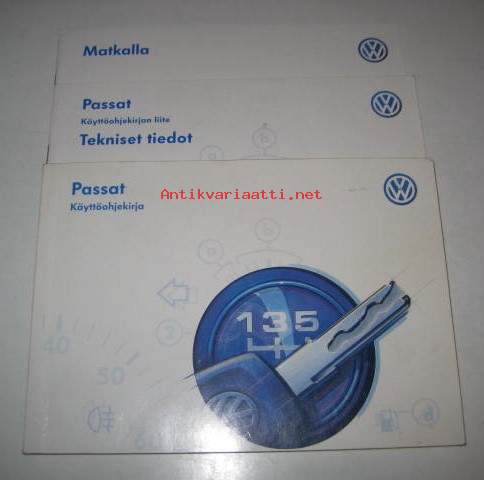 Matkalla
Passat
Käyttöohjekirjan liite
Tekniset tiedot
Antikvariaatti.net
Passat
Käyttöohjekirja
135
40
50